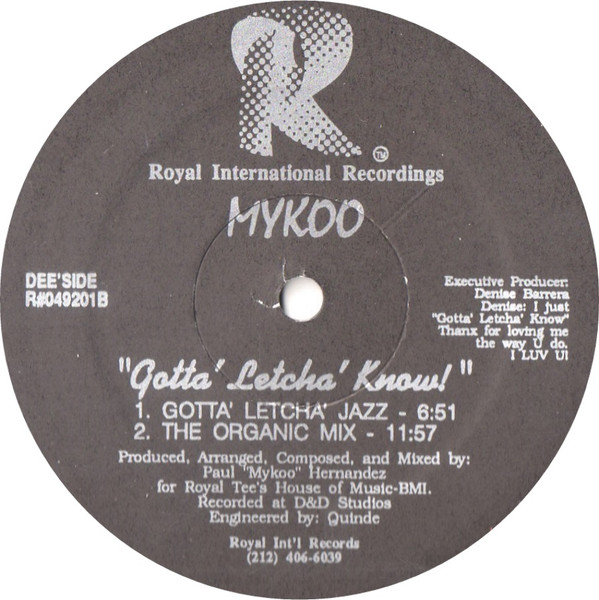 R
TM
Royal International Recordings
MYKOO
DEE'SIDE
R#049201B
Executive Producer:
Denise Barrera
Denise: I just
"Gotta' Letcha' Know"
Thanx for loving me
the way U do.
I LUV U!
"Gotta' Letcha' Know!"
1. GOTTA' LETCHA' JAZZ - 6:51
2. THE ORGANIC MIX - 11:57
Produced, Arranged, Composed, and Mixed by:
Paul "Mykoo" Hernandez
for Royal Tee's House of Music-BMI.
Recorded at D&D Studios
Engineered by: Quinde
Royal Int'l Records
(212) 406-6039